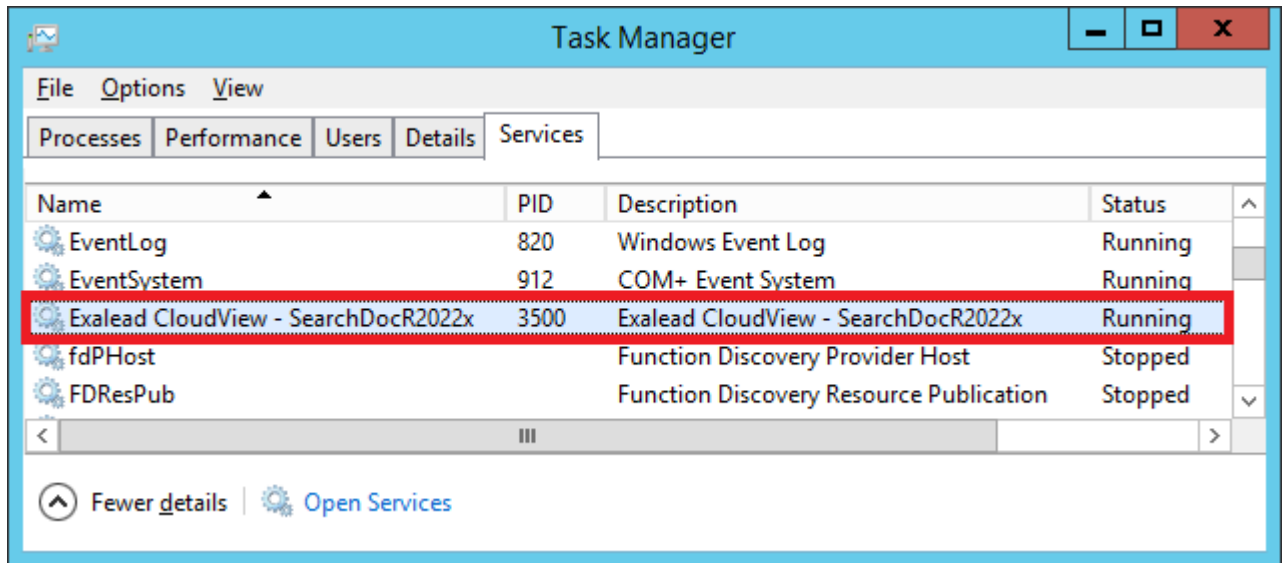 Task Manager
File Options View
Processes Performance Users Details Services
Name PID Description Status
EventLog 820 Windows Event Log Running
EventSystem 912 COM+ Event System Running
Exalead CloudView - SearchDocR2022x 3500 Exalead CloudView - SearchDocR2022x Running
fdPHost Function Discovery Provider Host Stopped
FDResPub Function Discovery Resource Publication Stopped
Fewer details Open Services